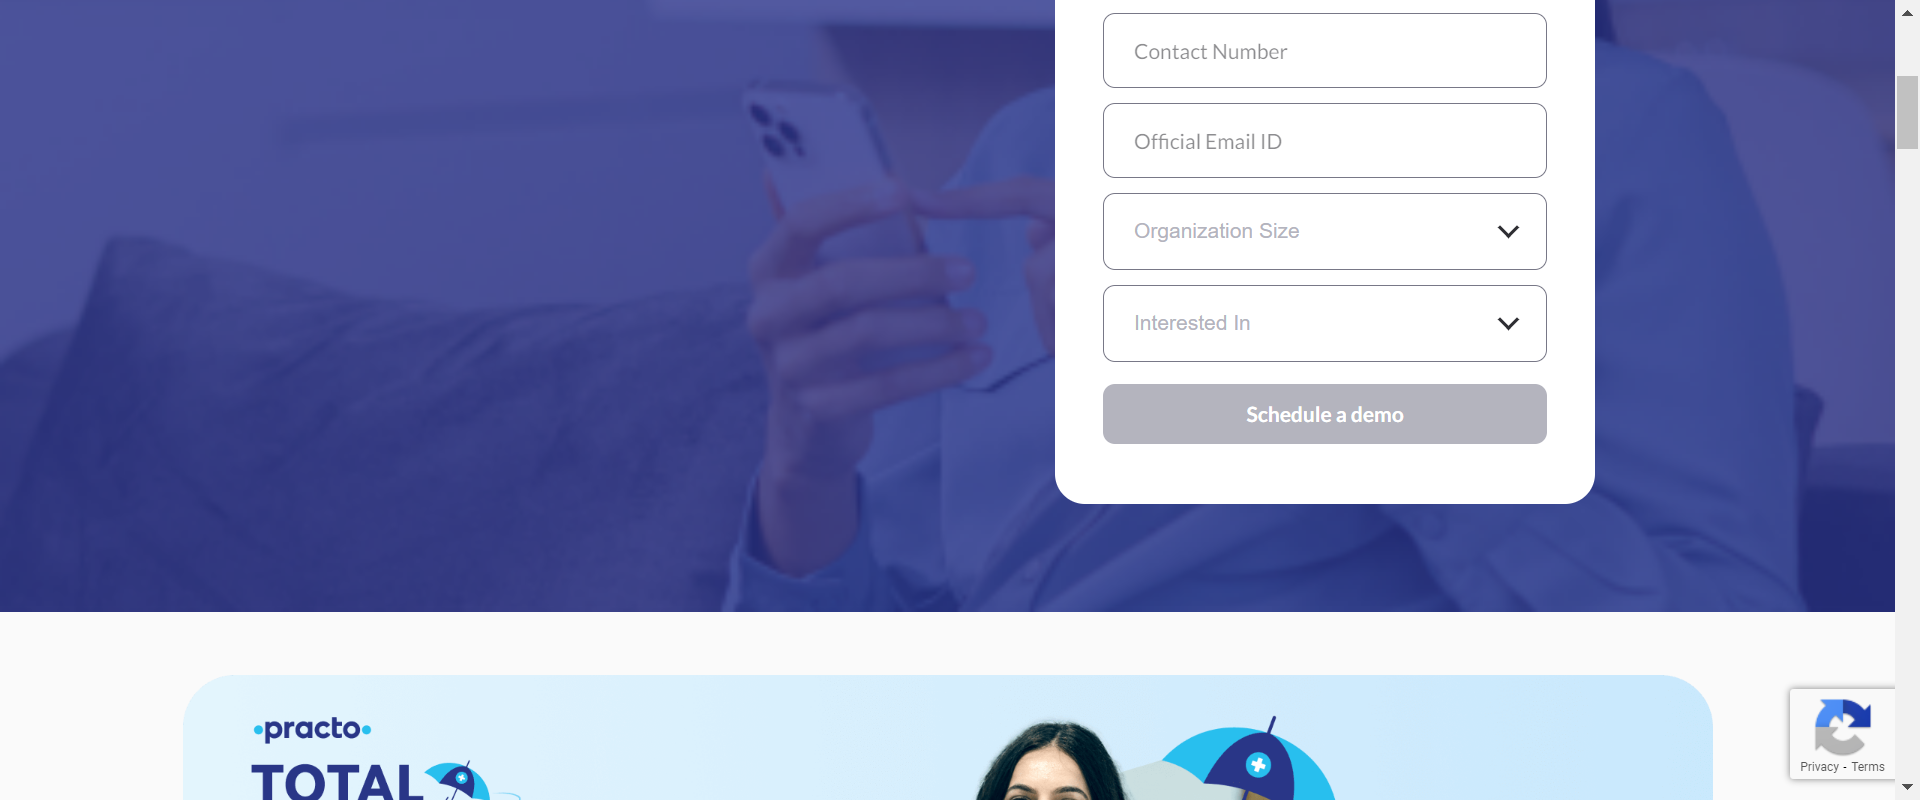 Contact Number
Official Email ID
Organization Size
Interested In
Schedule a demo
practo
TOTAL
Privacy - Terms